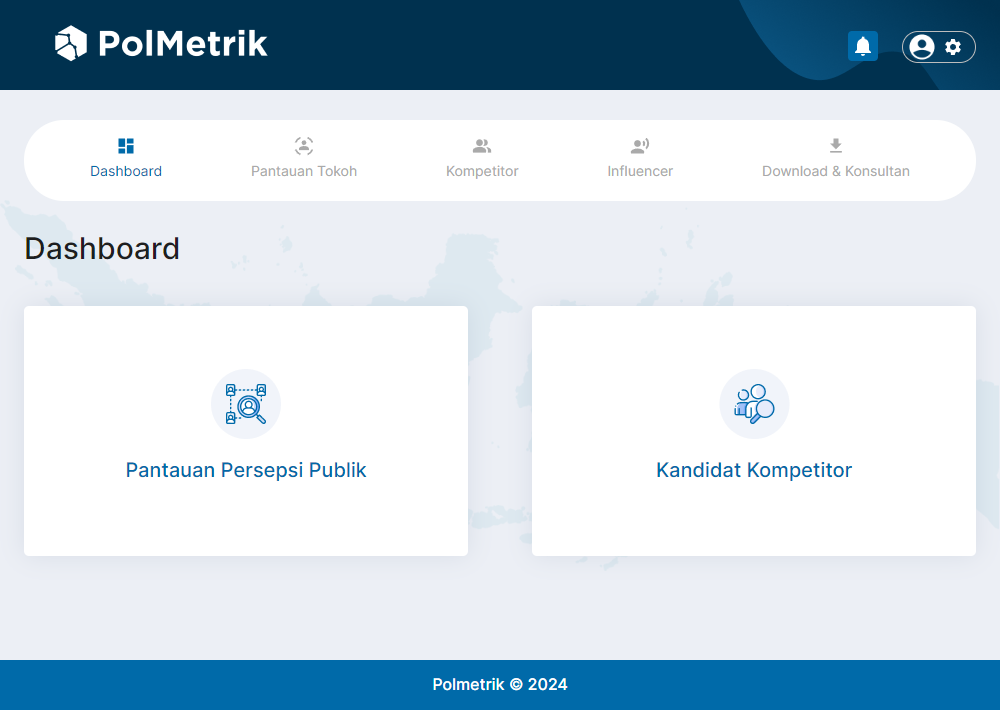 PolMetrik
Dashboard
Pantauan Tokoh
Kompetitor
Influencer
Download & Konsultan
Dashboard
Pantauan Persepsi Publik
Kandidat Kompetitor
Polmetrik © 2024